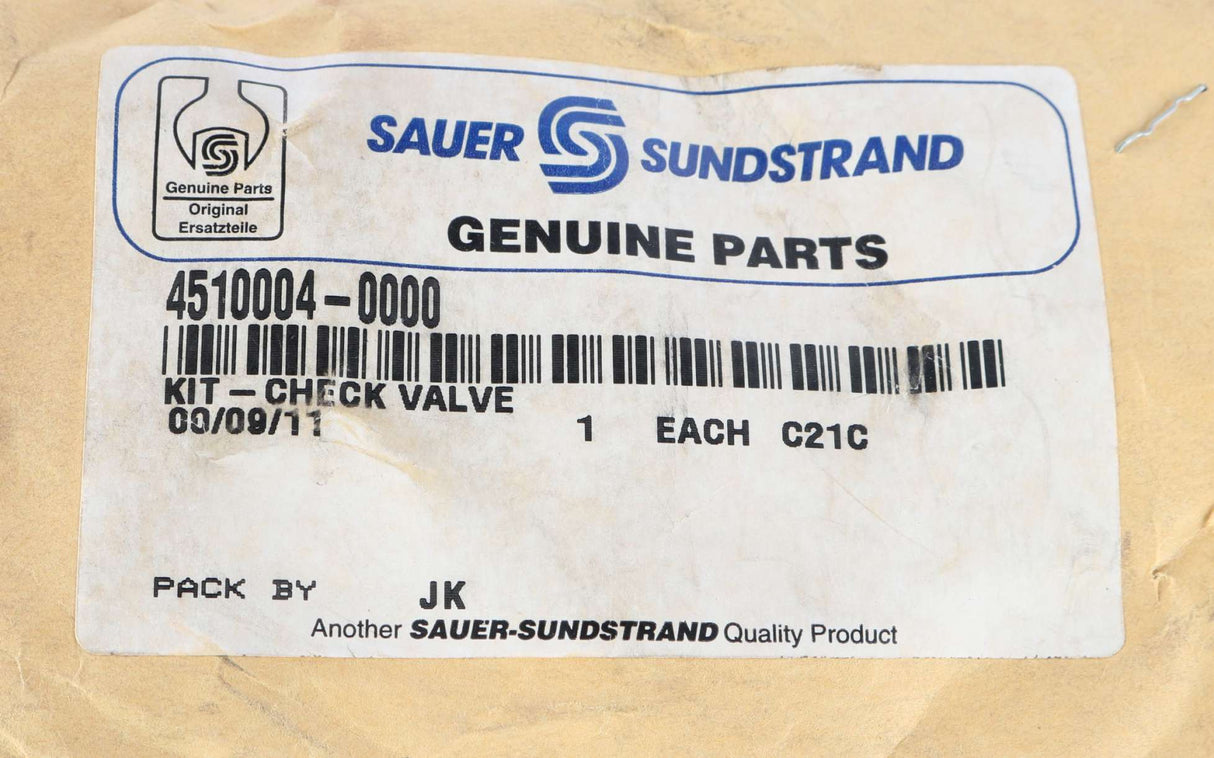 Genuine Parts
Original
Ersatzteile
SAUER SUNDSTRAND
GENUINE PARTS
4510004-0000
KIT - CHECK VALVE
00/09/11 1 EACH C21C
PACK BY JK
Another SAUER-SUNDSTRAND Quality Product